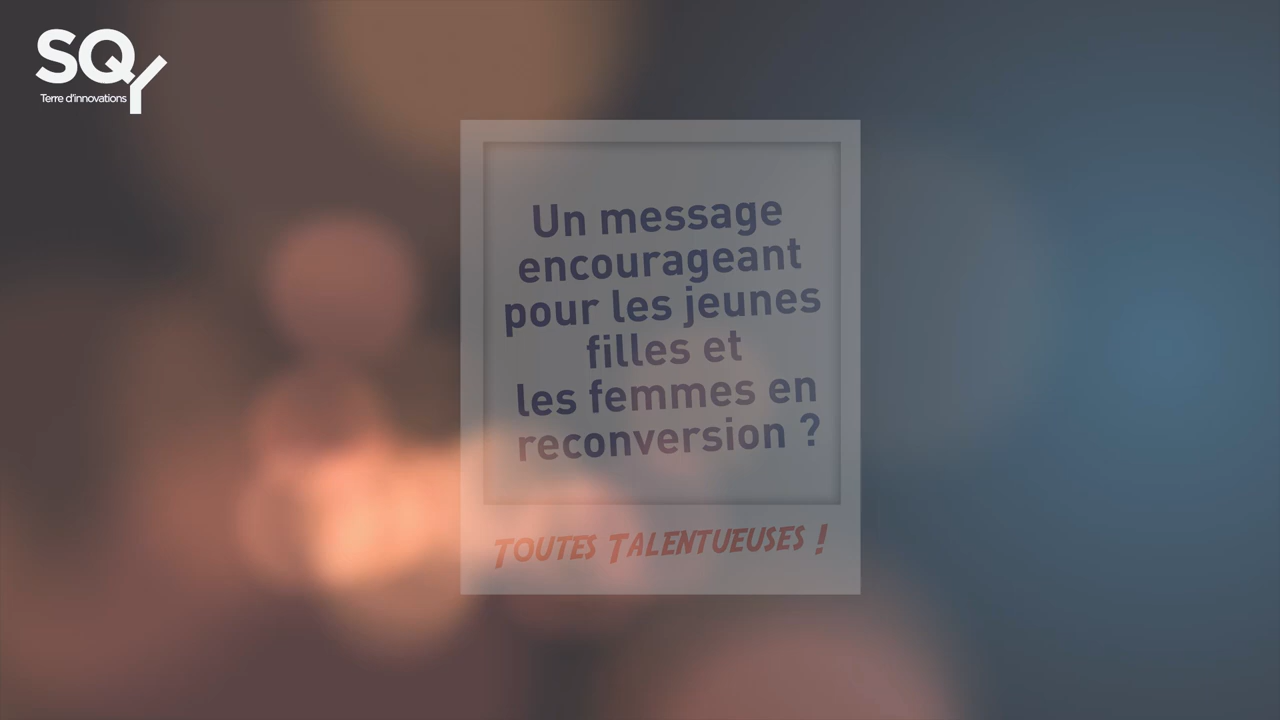 SQY
Terre d'innovations
Un message
encourageant
pour les jeunes
filles et
les femmes en
reconversion ?
TOUTES TALENTUEUSES !